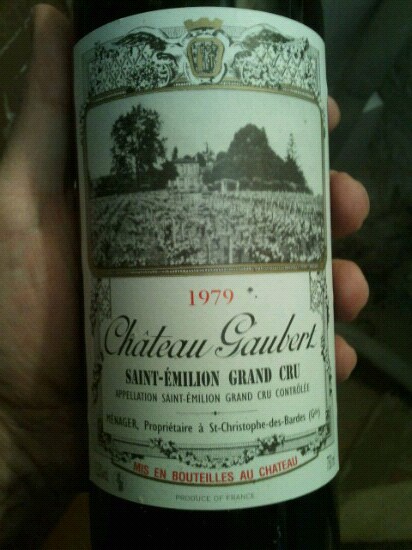 1979
Château Gaubert
SAINT-ÉMILION GRAND CRU
APPELLATION SAINT-ÉMILION GRAND CRU CONTRÔLÉE
MÉNAGER, Propriétaire à St-Christophe-des-Bardes (Gde)
MIS EN BOUTEILLES AU CHATEAU
PRODUCE OF FRANCE